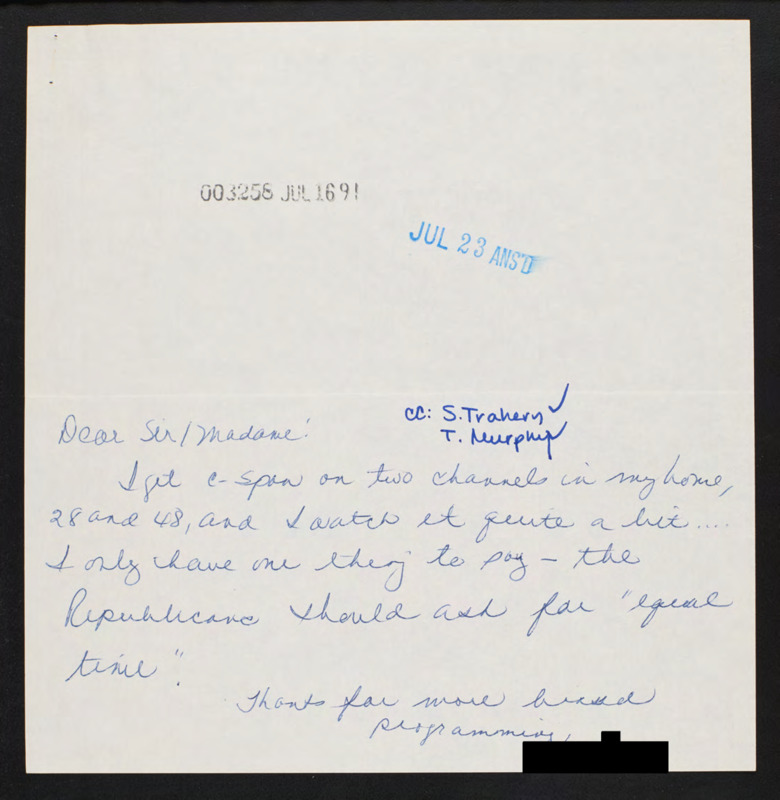 003258 JUL 16 91
JUL 23 ANS'D
cc: S. Trahern ✓
T. Murphy ✓
Dear Sir/Madame:
I get c-span on two channels in my home,
28 and 48, and I watch it quite a bit....
I only have one thing to say – the
Republicans should ask for "equal
time".
Thanks for more biased
programming,